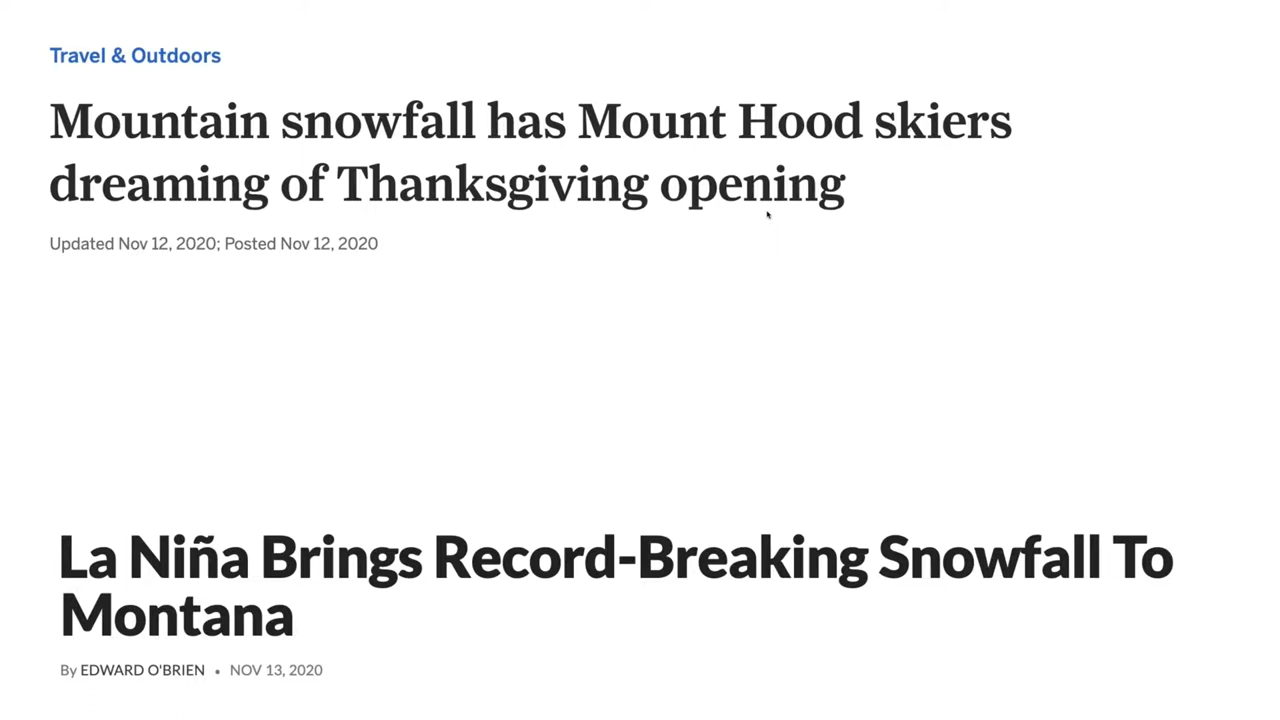 Travel & Outdoors
Mountain snowfall has Mount Hood skiers
dreaming of Thanksgiving opening
Updated Nov 12, 2020; Posted Nov 12, 2020
La Niña Brings Record-Breaking Snowfall To
Montana
By EDWARD O'BRIEN • NOV 13, 2020